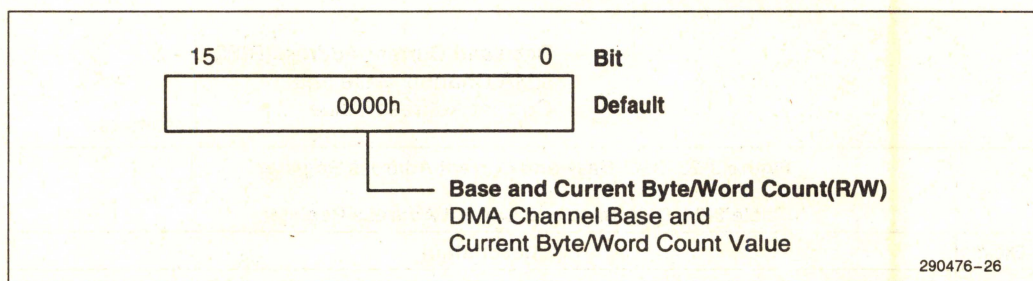 15 0 Bit
0000h Default
Base and Current Byte/Word Count(R/W)
DMA Channel Base and
Current Byte/Word Count Value
290476–26